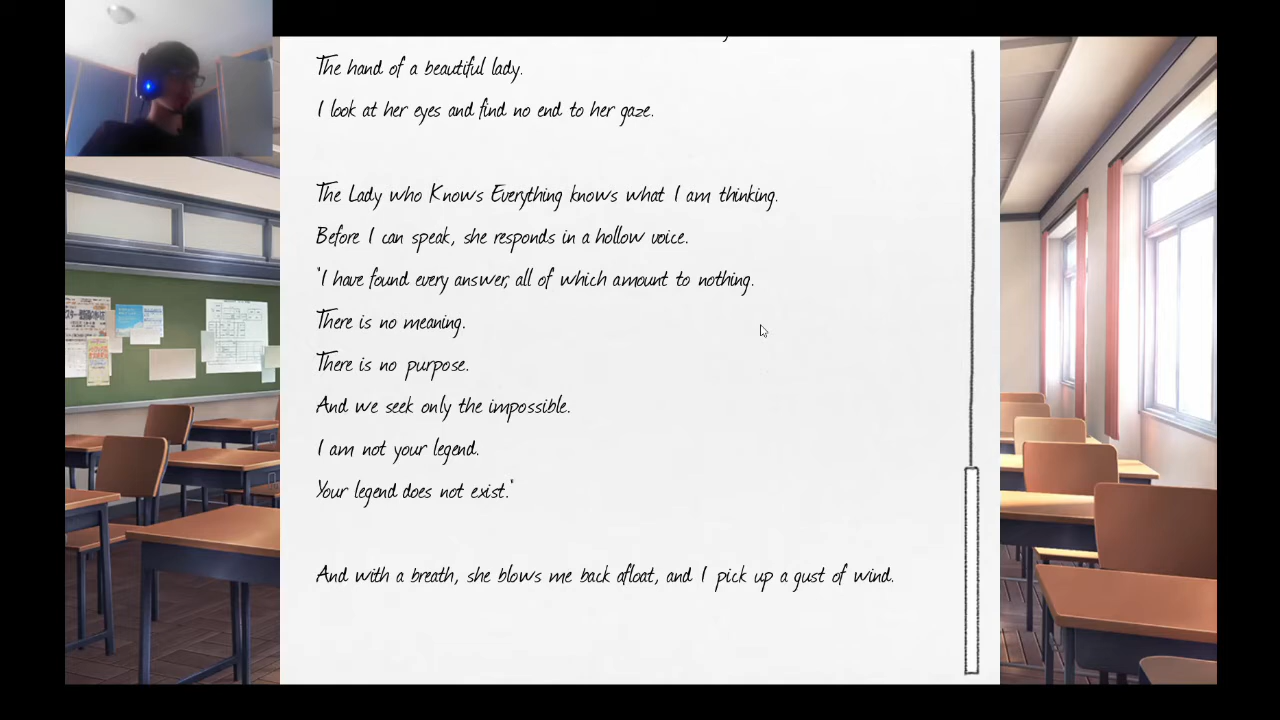 The hand of a beautiful lady.
I look at her eyes and find no end to her gaze.
The Lady who Knows Everything knows what I am thinking.
Before I can speak, she responds in a hollow voice.
"I have found every answer, all of which amount to nothing.
There is no meaning.
There is no purpose.
And we seek only the impossible.
I am not your legend.
Your legend does not exist."
And with a breath, she blows me back afloat, and I pick up a gust of wind.